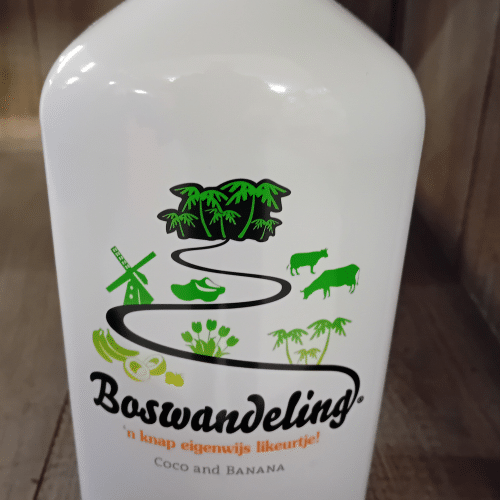 Boswandeling®
'n knap eigenwijs likeurtje!
Coco and BANANA